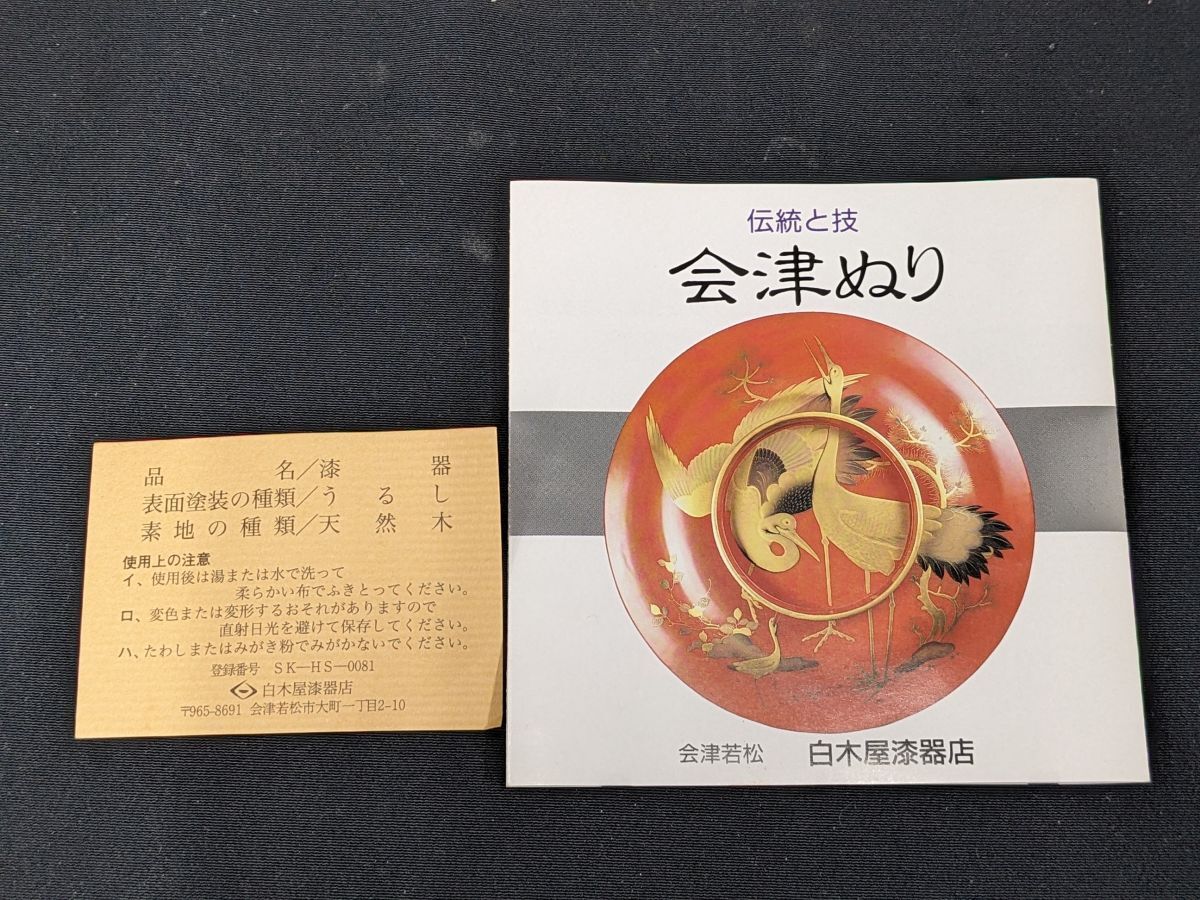 品名/漆器
表面塗装の種類/うるし
素地の種類/天然木
使用上の注意
イ、使用後は湯または水で洗って
柔らかい布でふきとってください。
ロ、変色または変形するおそれがありますので
直射日光を避けて保存してください。
ハ、たわしまたはみがき粉でみがかないでください。
登録番号 SK―HS―0081
白木屋漆器店
〒965-8691 会津若松市大町一丁目2-10
伝統と技
会津ぬり
会津若松 白木屋漆器店